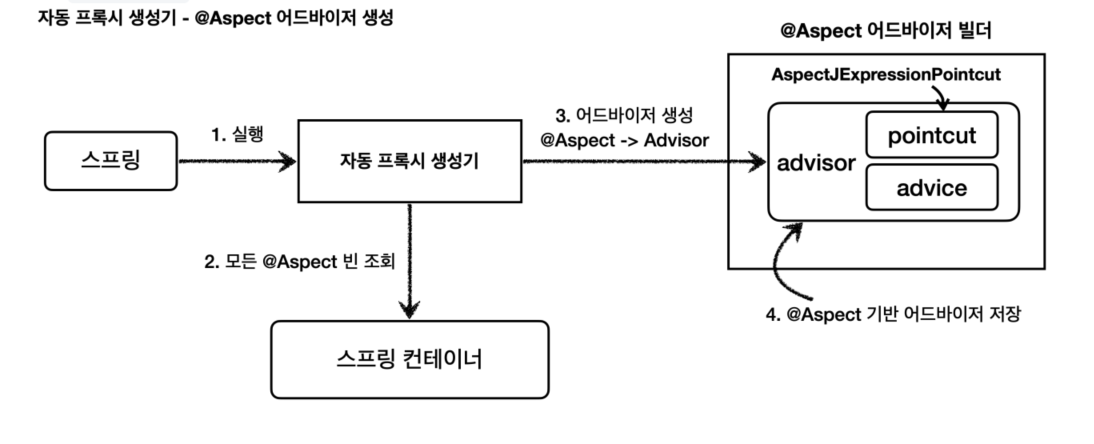 자동 프록시 생성기 - @Aspect 어드바이저 생성
@Aspect 어드바이저 빌더
AspectJExpressionPointcut
스프링
1. 실행
자동 프록시 생성기
3. 어드바이저 생성
@Aspect -> Advisor
advisor
pointcut
advice
2. 모든 @Aspect 빈 조회
4. @Aspect 기반 어드바이저 저장
스프링 컨테이너